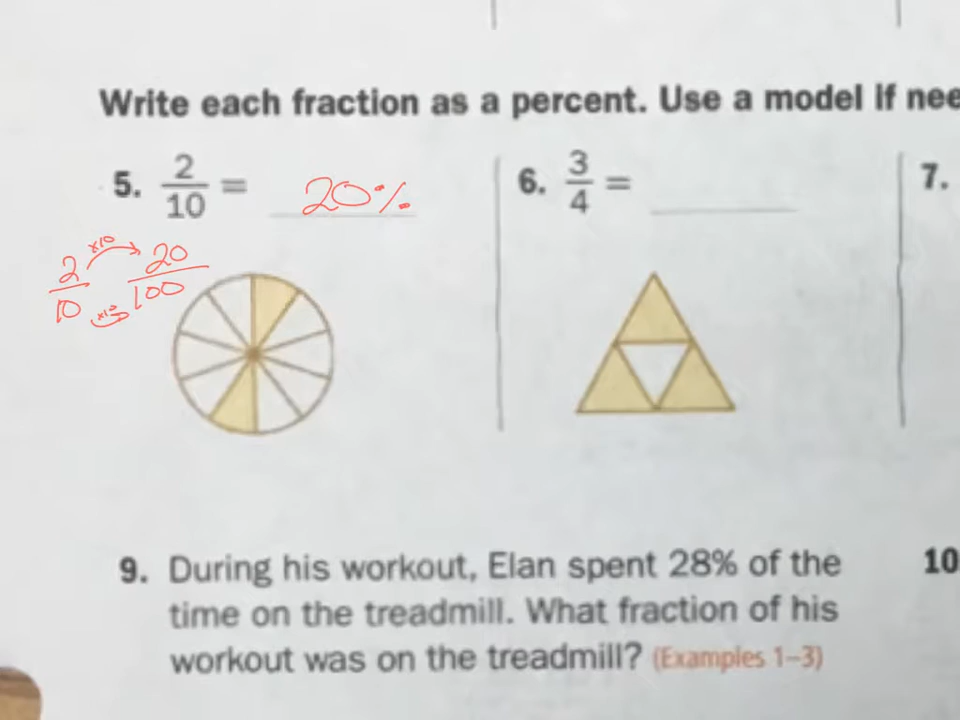 Write each fraction as a percent. Use a model if
5. 2/10 = 20%
6. 3/4 =
7.
2/10 ×10 ×10 20/100
9. During his workout, Elan spent 28% of the
10
time on the treadmill. What fraction of his
workout was on the treadmill? (Examples 1–3)